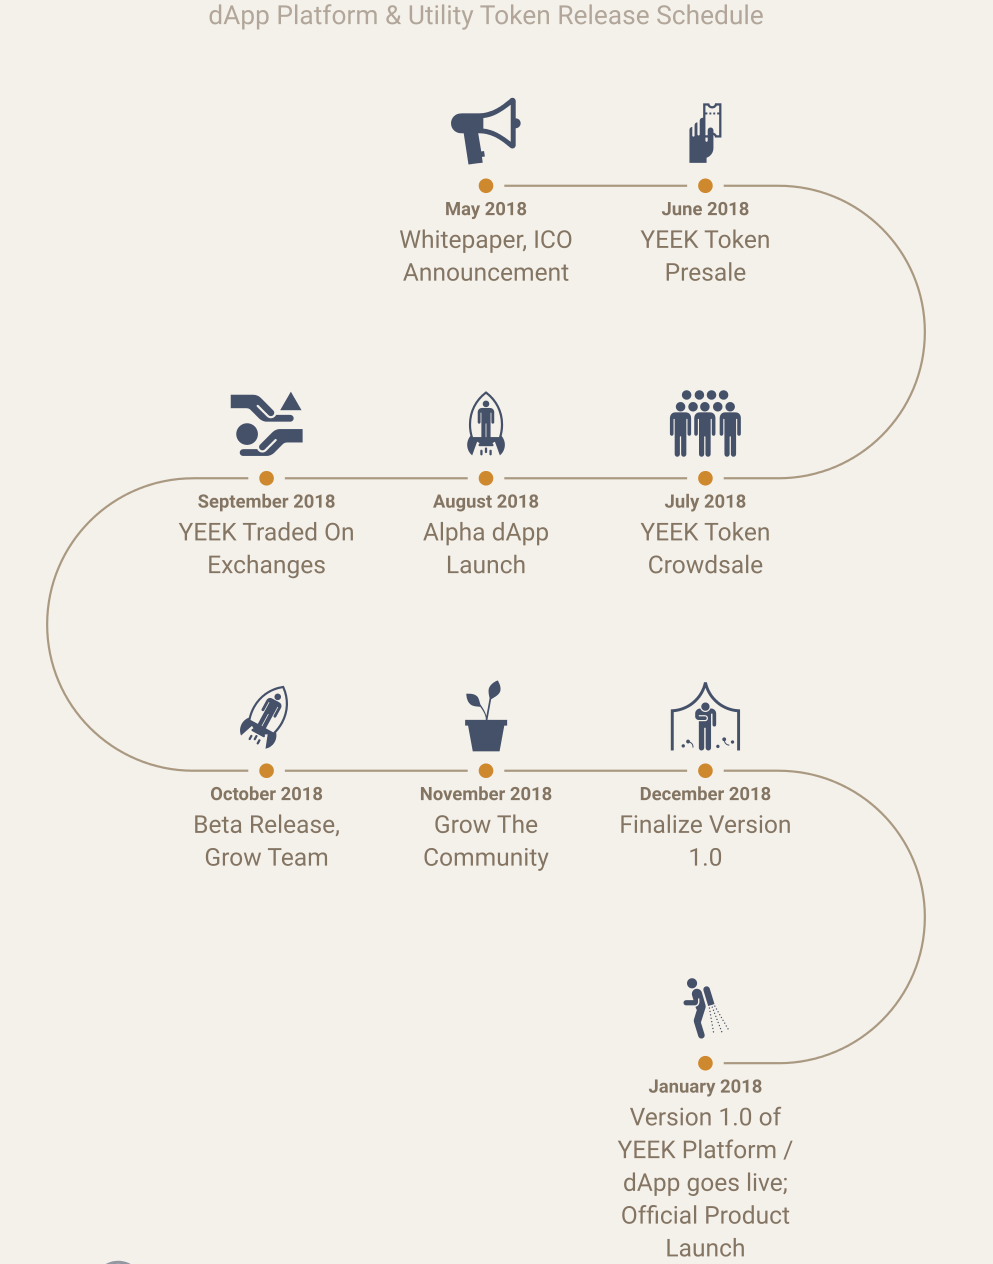 dApp Platform & Utility Token Release Schedule
May 2018
Whitepaper, ICO
Announcement
June 2018
YEEK Token
Presale
July 2018
YEEK Token
Crowdsale
August 2018
Alpha dApp
Launch
September 2018
YEEK Traded On
Exchanges
October 2018
Beta Release,
Grow Team
November 2018
Grow The
Community
December 2018
Finalize Version
1.0
January 2018
Version 1.0 of
YEEK Platform /
dApp goes live;
Official Product
Launch